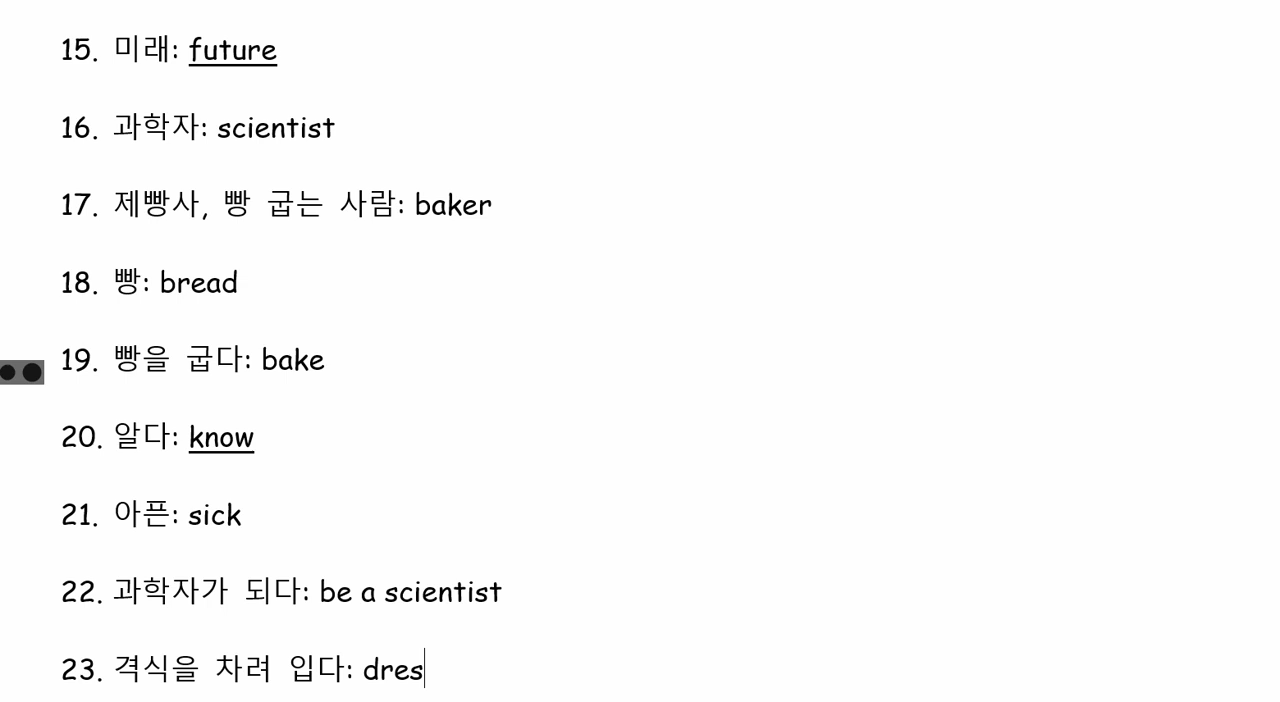 15. 미래: future
16. 과학자: scientist
17. 제빵사, 빵 굽는 사람: baker
18. 빵: bread
19. 빵을 굽다: bake
20. 알다: know
21. 아픈: sick
22. 과학자가 되다: be a scientist
23. 격식을 차려 입다: dres